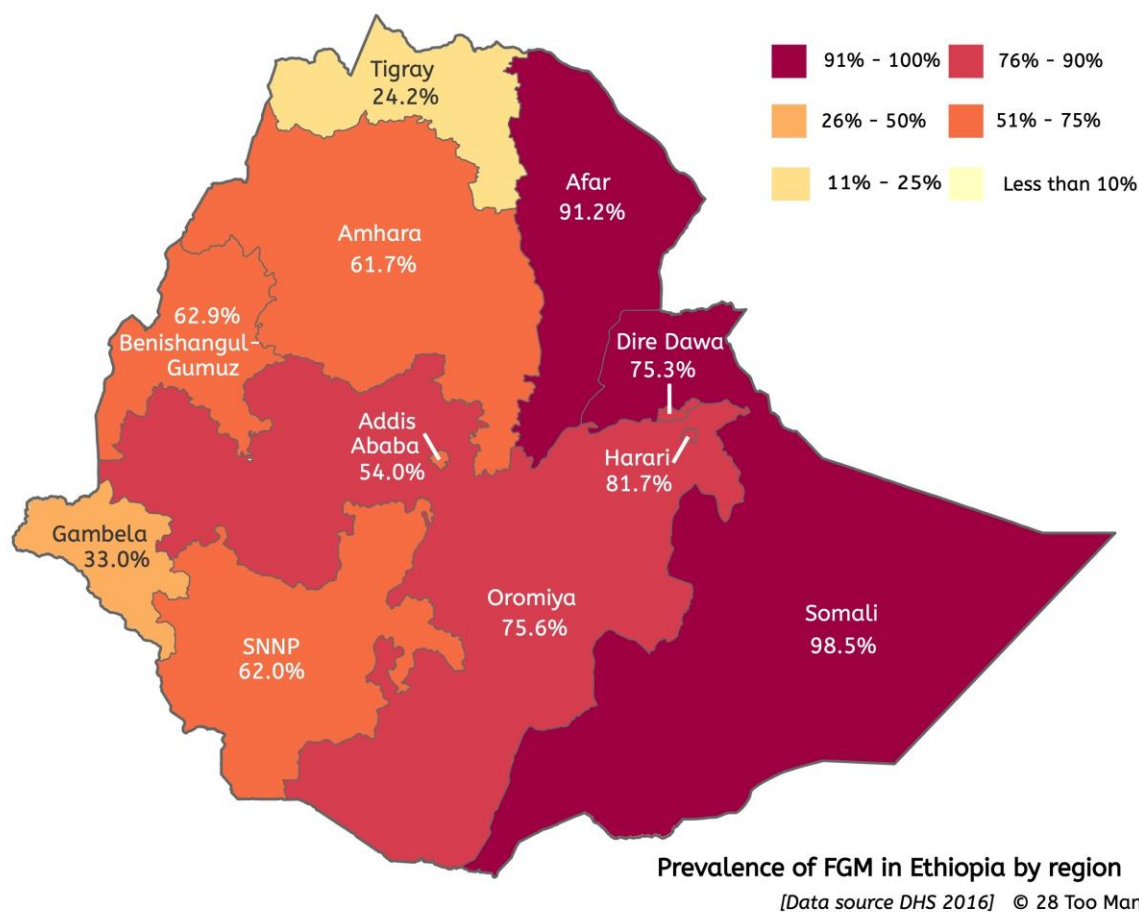 91% - 100%
76% - 90%
26% - 50%
51% - 75%
11% - 25%
Less than 10%
Tigray
24.2%
Afar
91.2%
Amhara
61.7%
62.9%
Benishangul-
Gumuz
Dire Dawa
75.3%
Addis
Ababa
54.0%
Harari
81.7%
Gambela
33.0%
Oromiya
75.6%
Somali
98.5%
SNNP
62.0%
Prevalence of FGM in Ethiopia by region
[Data source DHS 2016] © 28 Too Man